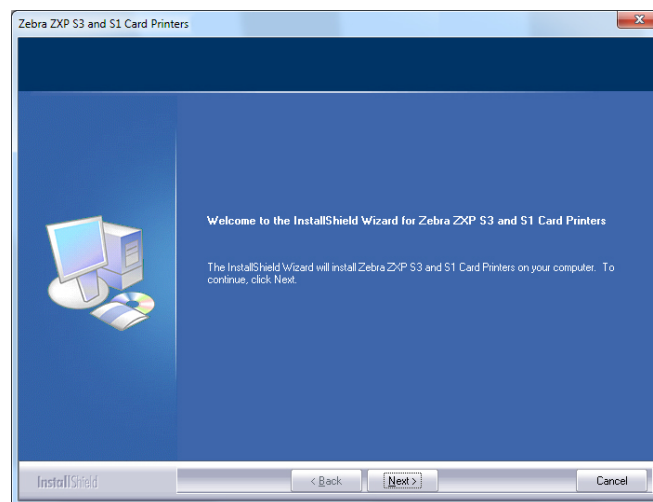 Zebra ZXP S3 and S1 Card Printers
Welcome to the InstallShield Wizard for Zebra ZXP S3 and S1 Card Printers
The InstallShield Wizard will install Zebra ZXP S3 and S1 Card Printers on your computer. To
continue, click Next.
InstallShield
< Back Next > Cancel